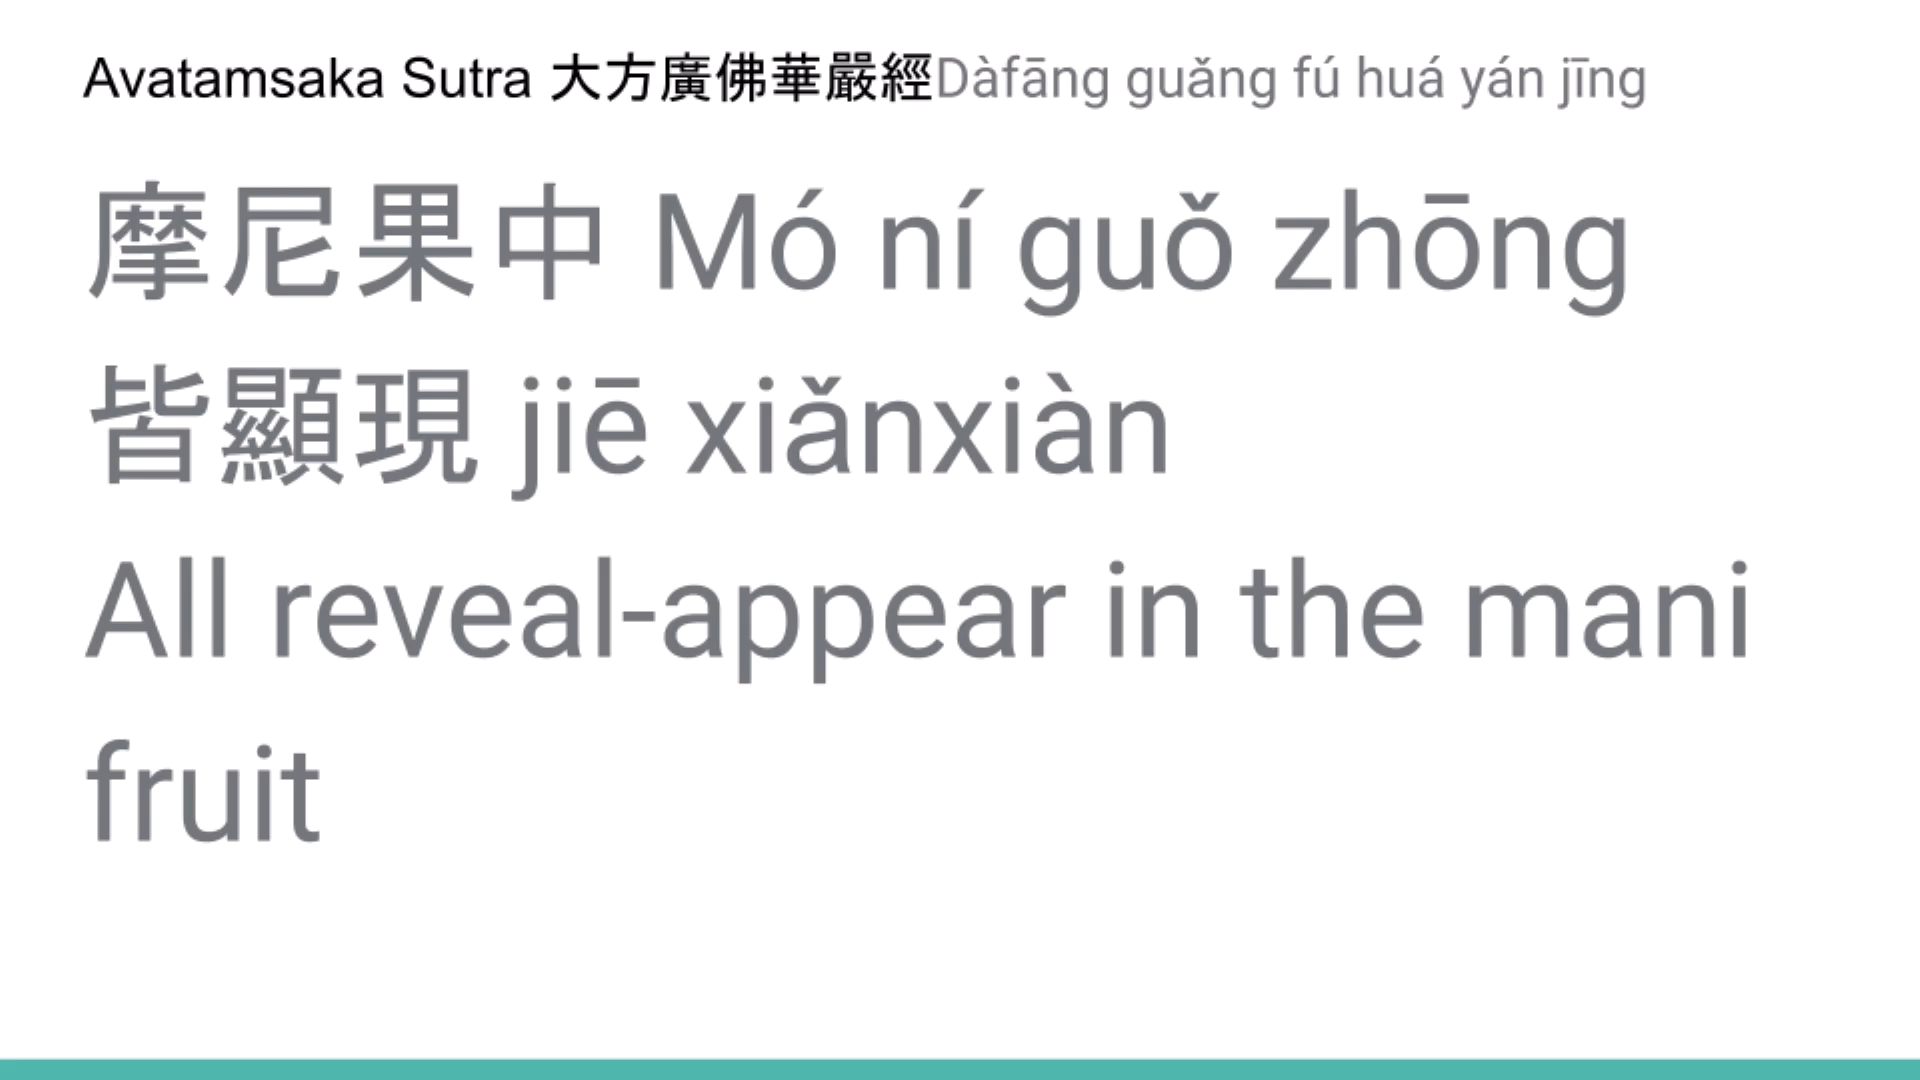 Avatamsaka Sutra 大方廣佛華嚴經Dàfāng guǎng fú huá yán jīng
摩尼果中 Mó ní guǒ zhōng
皆顯現 jiē xiǎnxiàn
All reveal-appear in the mani
fruit